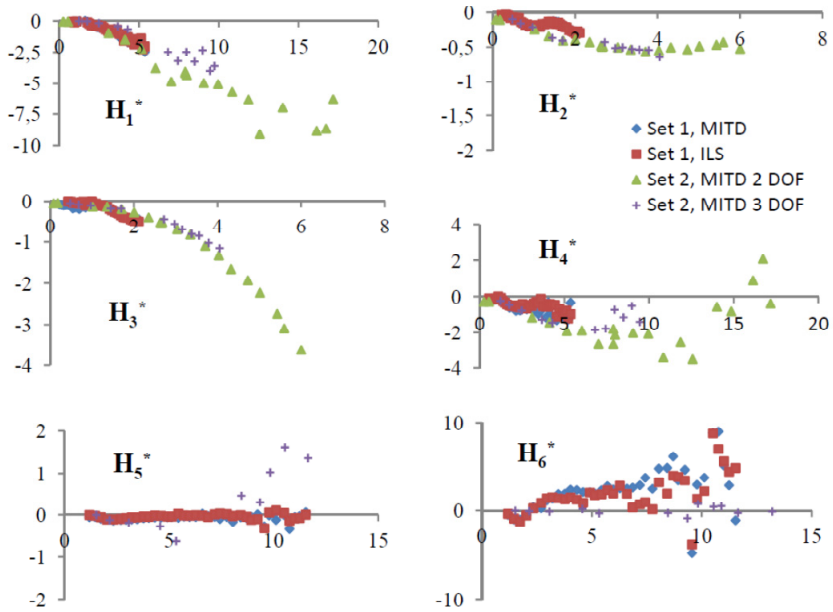 0
-2,5
-5
-7,5
-10
0 5 10 15 20
H1*
0
-0,5
-1
-1,5
-2
0 2 4 6 8
H2*
Set 1, MITD
Set 1, ILS
Set 2, MITD 2 DOF
Set 2, MITD 3 DOF
0
-1
-2
-3
-4
0 2 4 6 8
H3*
4
2
0
-2
-4
0 5 10 15 20
H4*
2
1
0
-1
-2
0 5 10 15
H5*
10
0
-10
0 5 10 15
H6*